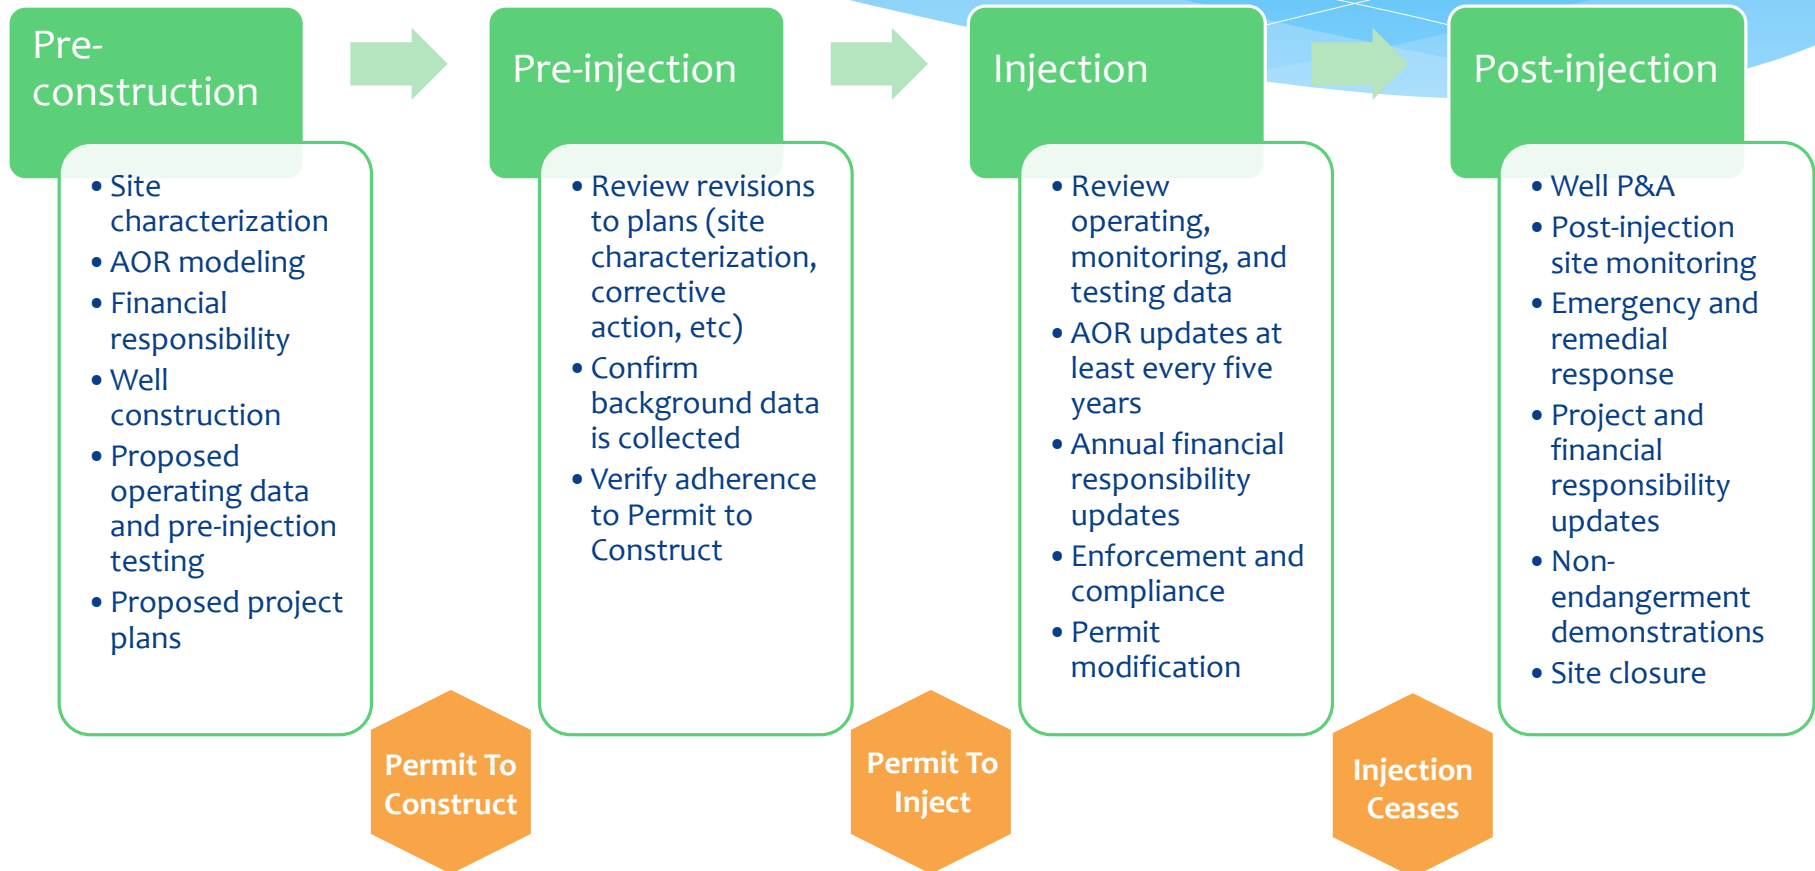 Pre-
construction
• Site
characterization
• AOR modeling
• Financial
responsibility
• Well
construction
• Proposed
operating data
and pre-injection
testing
• Proposed project
plans
Permit To
Construct
Pre-injection
• Review revisions
to plans (site
characterization,
corrective
action, etc)
• Confirm
background data
is collected
• Verify adherence
to Permit to
Construct
Permit To
Inject
Injection
• Review
operating,
monitoring, and
testing data
• AOR updates at
least every five
years
• Annual financial
responsibility
updates
• Enforcement and
compliance
• Permit
modification
Injection
Ceases
Post-injection
• Well P&A
• Post-injection
site monitoring
• Emergency and
remedial
response
• Project and
financial
responsibility
updates
• Non-
endangerment
demonstrations
• Site closure